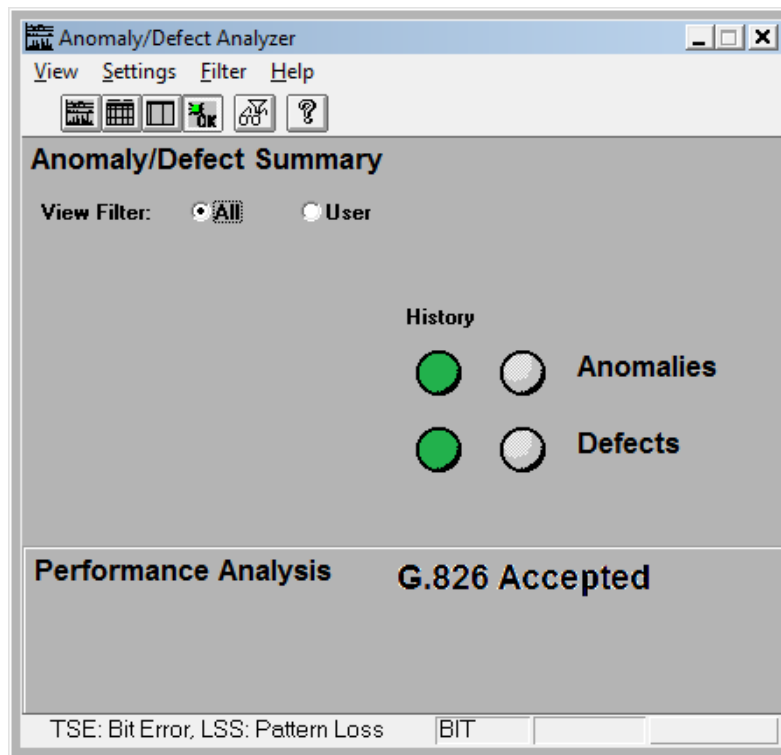 Anomaly/Defect Analyzer
View Settings Filter Help
OK ?
Anomaly/Defect Summary
View Filter: All User
History
Anomalies
Defects
Performance Analysis G.826 Accepted
TSE: Bit Error, LSS: Pattern Loss BIT